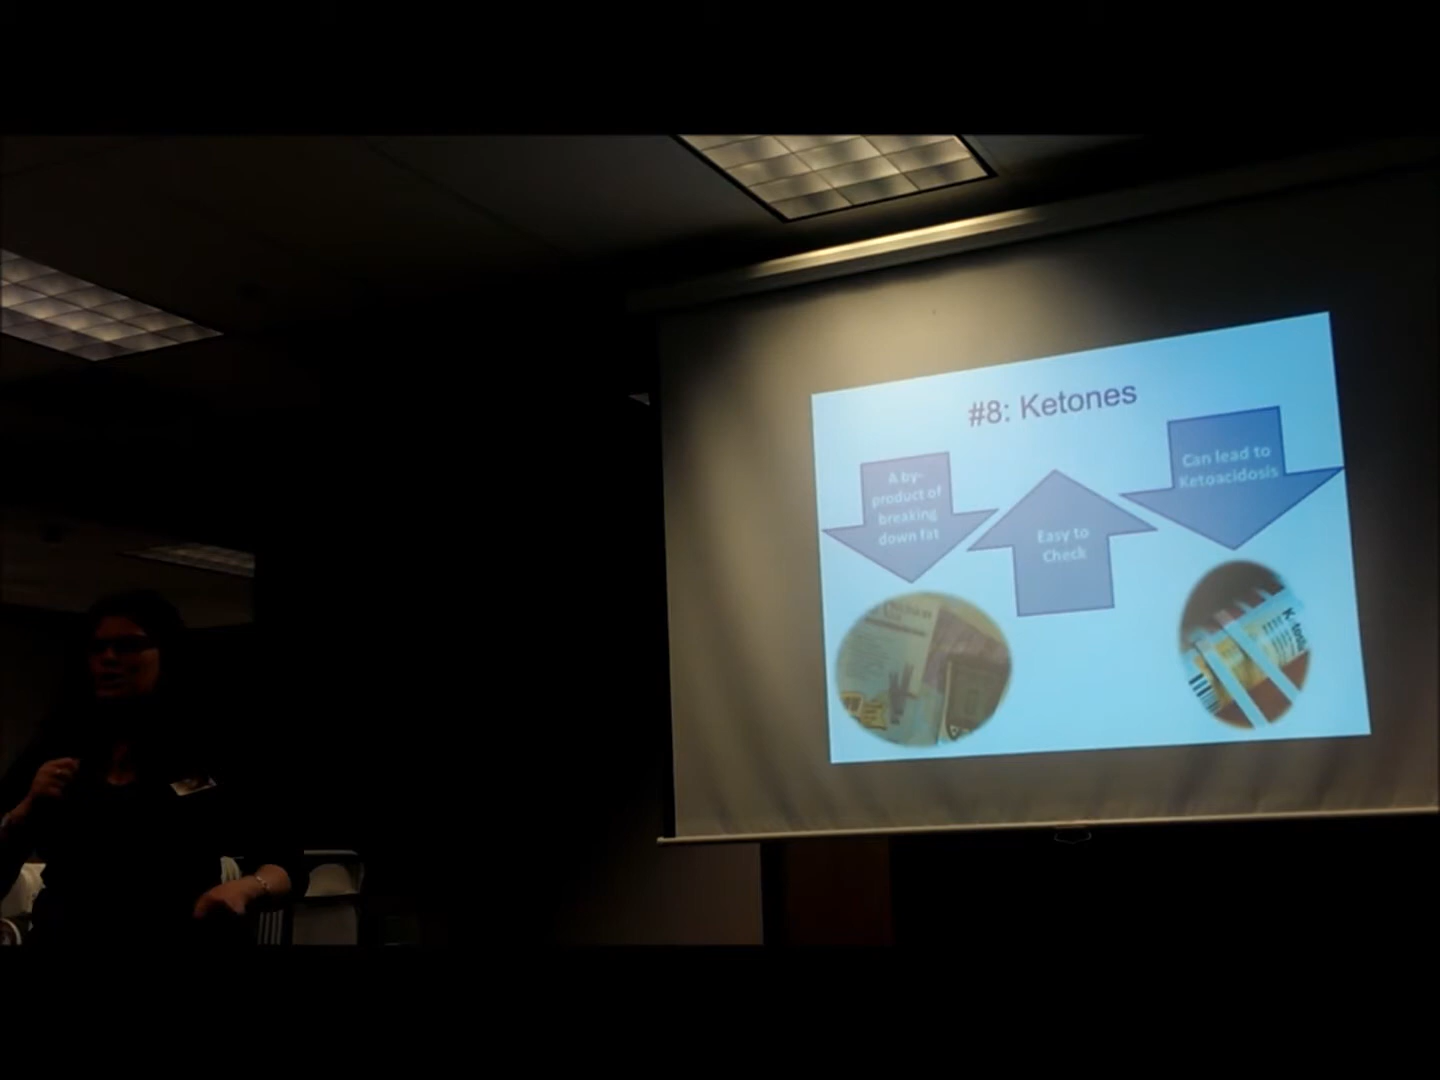 #8: Ketones
A by-
product of
breaking
down fat
Easy to
Check
Can lead to
Ketoacidosis